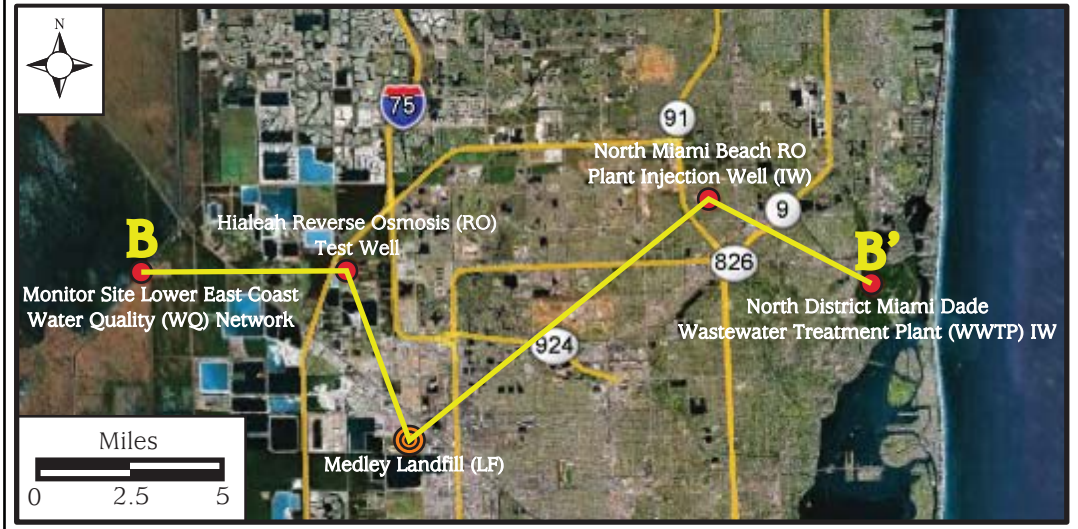 N
75
91
North Miami Beach RO
Plant Injection Well (IW)
9
Hialeah Reverse Osmosis (RO)
Test Well
B
B'
826
Monitor Site Lower East Coast
Water Quality (WQ) Network
North District Miami Dade
Wastewater Treatment Plant (WWTP) IW
924
Medley Landfill (LF)
Miles
0 2.5 5